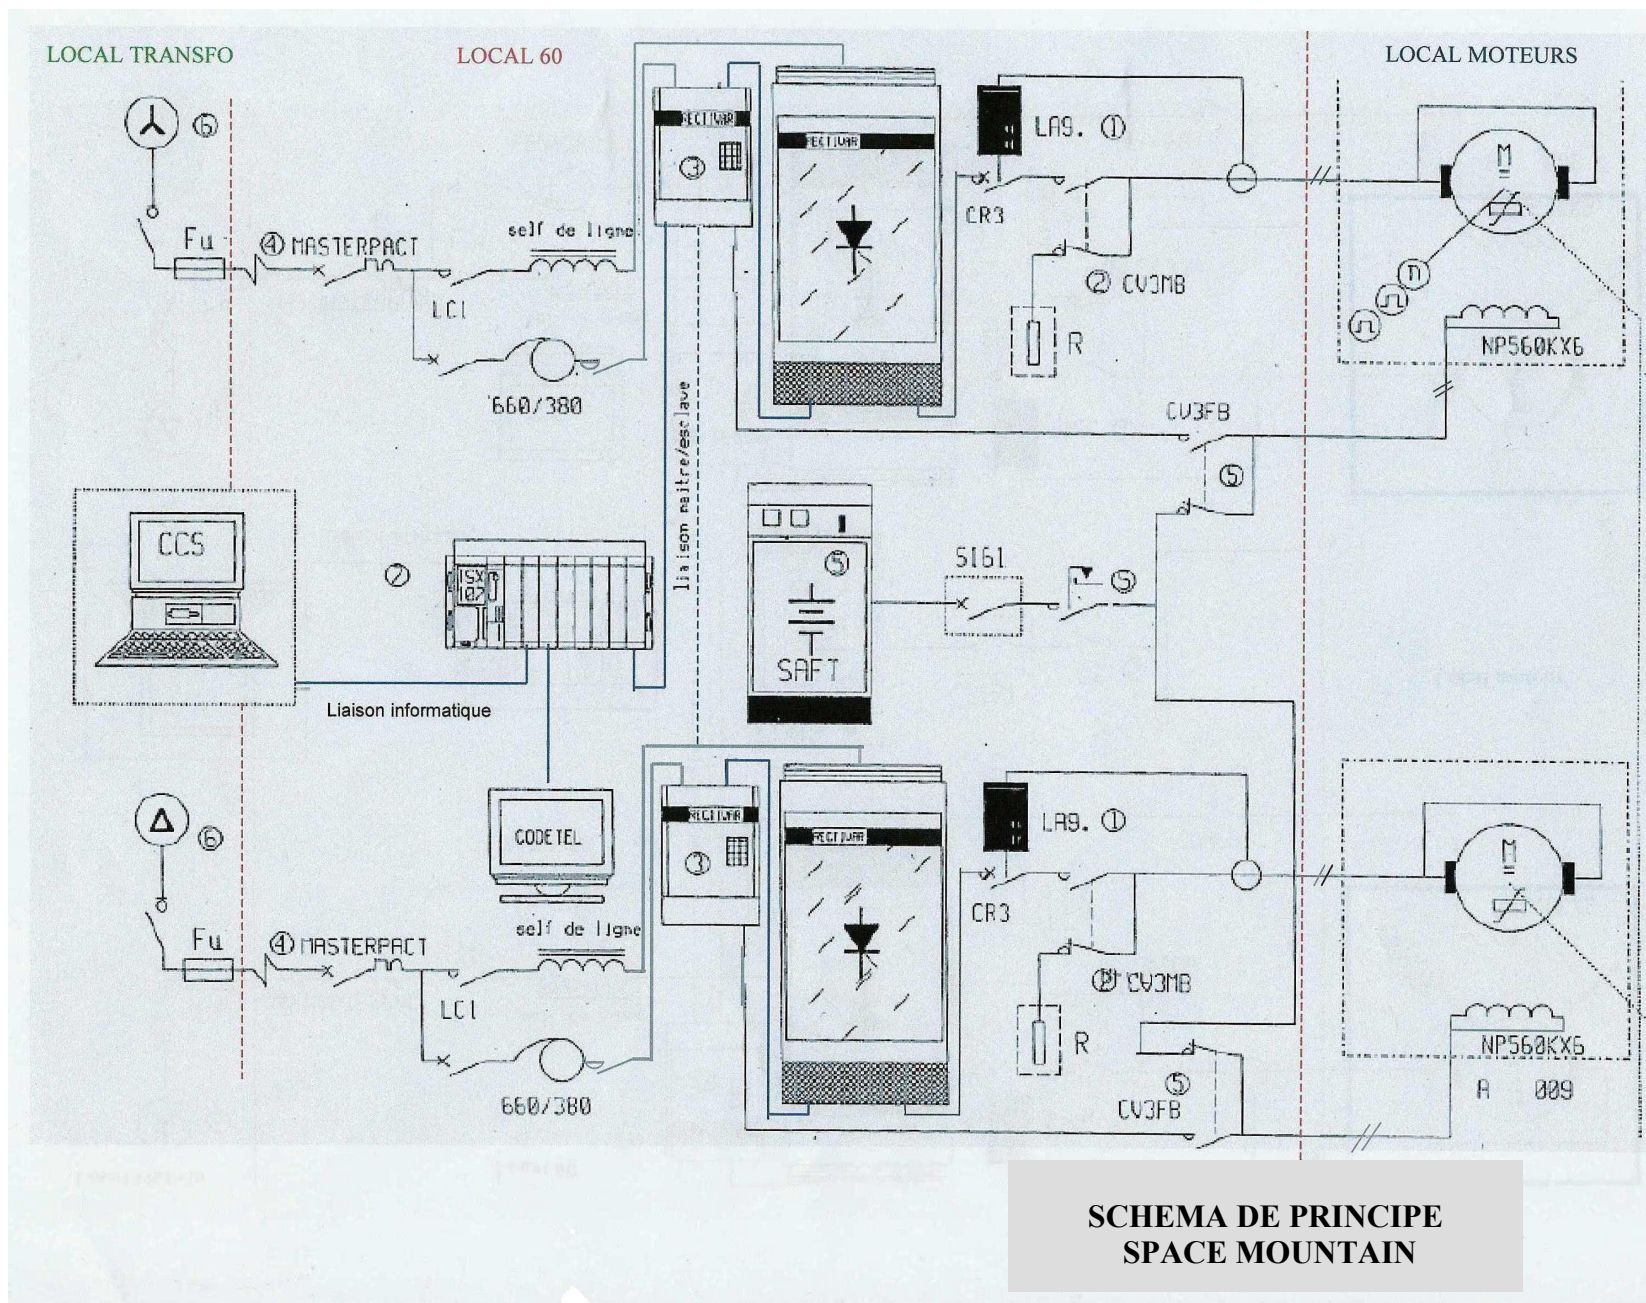 LOCAL TRANSFO
LOCAL 60
LOCAL MOTEURS
6
RECTIVAR
RECTIVAR
3
LA9. 1
M
CR3
Fu
4 MASTERPACT
self de ligne
LC1
2 CV3MB
n
R
NP560KX6
660/380
CV3FB
liaison maitre/esclave
5
CCS
7
TSX
107
5
SAFT
S161
5
Liaison informatique
6
CODETEL
RECTIVAR
RECTIVAR
3
LA9. 1
M
CR3
Fu
4 MASTERPACT
self de ligne
LC1
CV3MB
R
NP560KX6
660/380
5
CV3FB
A 009
SCHEMA DE PRINCIPE
SPACE MOUNTAIN